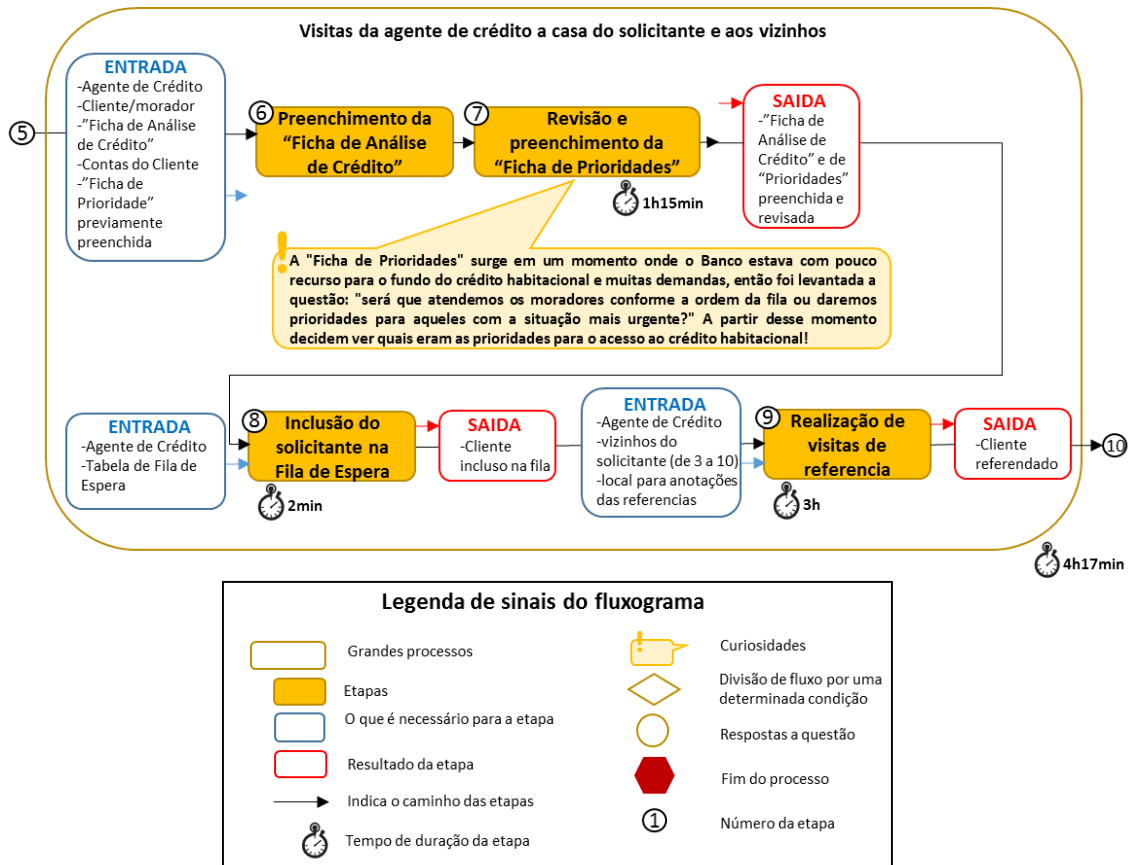 Visitas da agente de crédito a casa do solicitante e aos vizinhos
5
ENTRADA
-Agente de Crédito
-Cliente/morador
-”Ficha de Análise
de Crédito”
-Contas do Cliente
-”Ficha de
Prioridade”
previamente
preenchida
6
Preenchimento da
“Ficha de Análise
de Crédito”
7
Revisão e
preenchimento da
“Ficha de Prioridades”
1h15min
SAIDA
-”Ficha de
Análise de
Crédito” e de
“Prioridades”
preenchida e
revisada
!
A "Ficha de Prioridades" surge em um momento onde o Banco estava com pouco
recurso para o fundo do crédito habitacional e muitas demandas, então foi levantada a
questão: "será que atendemos os moradores conforme a ordem da fila ou daremos
prioridades para aqueles com a situação mais urgente?" A partir desse momento
decidem ver quais eram as prioridades para o acesso ao crédito habitacional!
ENTRADA
-Agente de Crédito
-Tabela de Fila de
Espera
8
Inclusão do
solicitante na
Fila de Espera
2min
SAIDA
-Cliente
incluso na fila
ENTRADA
-Agente de Crédito
-vizinhos do
solicitante (de 3 a 10)
-local para anotações
das referencias
9
Realização de
visitas de
referencia
3h
SAIDA
-Cliente
referendado
10
4h17min
Legenda de sinais do fluxograma
Grandes processos
Etapas
O que é necessário para a etapa
Resultado da etapa
Indica o caminho das etapas
Tempo de duração da etapa
!
Curiosidades
Divisão de fluxo por uma
determinada condição
Respostas a questão
Fim do processo
1
Número da etapa